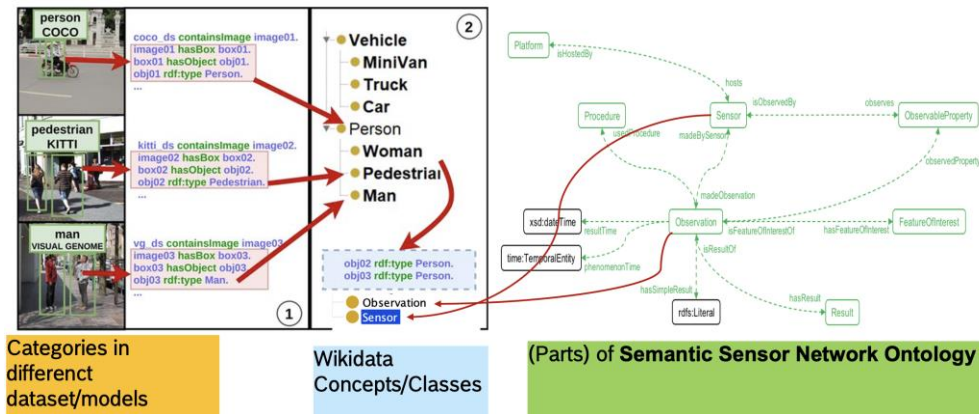 person
COCO
coco_ds containsImage image01.
image01 hasBox box01.
box01 hasObject obj01.
obj01 rdf:type Person.
...
pedestrian
KITTI
kitti_ds containsImage image02.
image02 hasBox box02.
box02 hasObject obj02.
obj02 rdf:type Pedestrian.
...
man
VISUAL GENOME
vg_ds containsImage image03
image03 hasBox box03.
box03 hasObject obj03.
obj03 rdf:type Man.
...
1
2
Vehicle
MiniVan
Truck
Car
Person
Woman
Pedestrian
Man
obj02 rdf:type Person.
obj03 rdf:type Person.
Observation
Sensor
Platform
isHostedBy
hosts
Procedure
Sensor
isObservedBy
observes
ObservableProperty
usedProcedure
madeBySensor
observedProperty
madeObservation
xsd:dateTime
resultTime
Observation
isFeatureOfInterestOf
hasFeatureOfInterest
FeatureOfInterest
time:TemporalEntity
phenomenonTime
isResultOf
hasSimpleResult
hasResult
rdfs:Literal
Result
Categories in
differenct
dataset/models
Wikidata
Concepts/Classes
(Parts) of Semantic Sensor Network Ontology